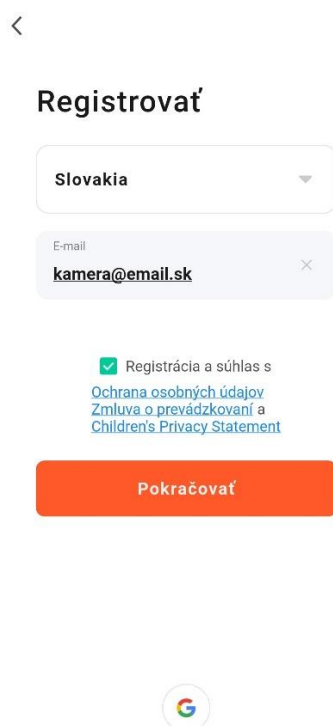 Registrovať
Slovakia
E-mail
kamera@email.sk
Registrácia a súhlas s
Ochrana osobných údajov
Zmluva o prevádzkovaní a
Children's Privacy Statement
Pokračovať